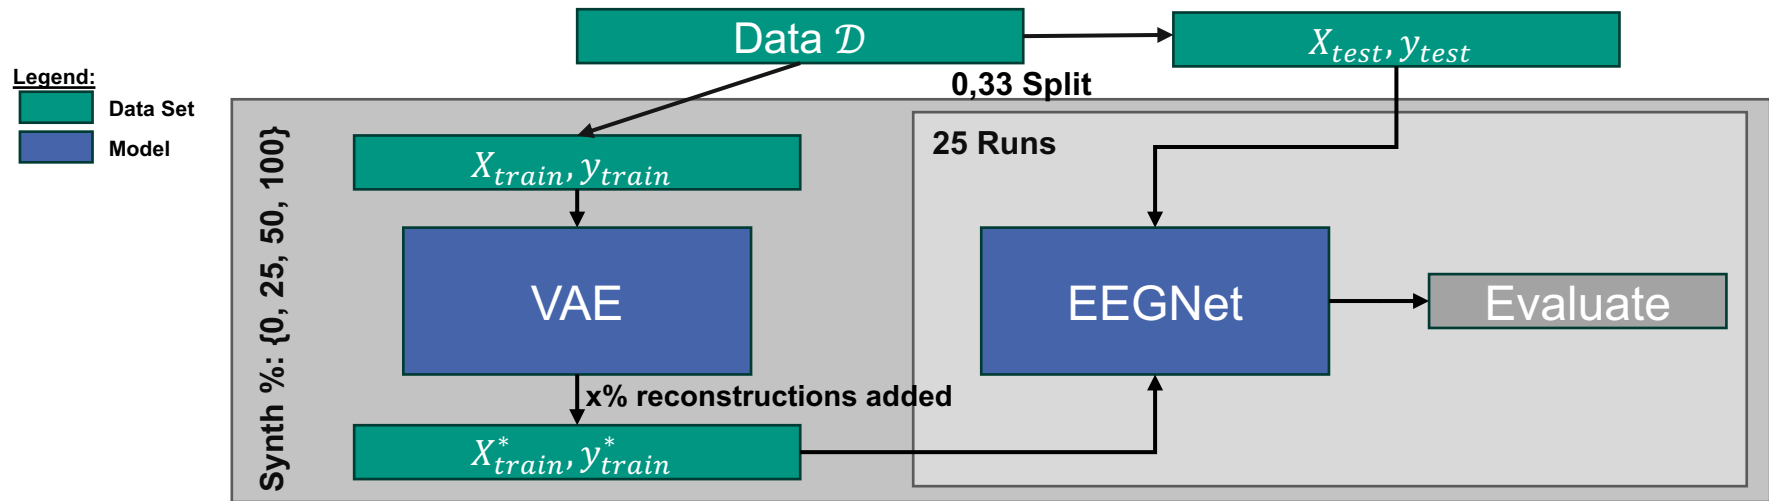 Data 𝒟
X_test, y_test
Legend:
Data Set
Model
0,33 Split
Synth %: {0, 25, 50, 100}
25 Runs
X_train, y_train
VAE
EEGNet
Evaluate
x% reconstructions added
X*_train, y*_train